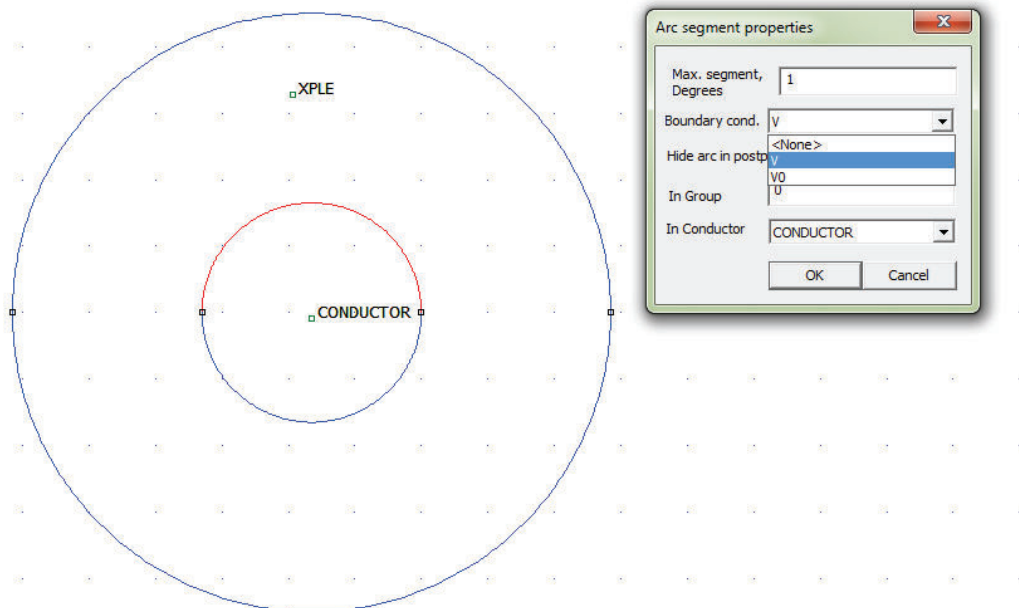 XPLE
CONDUCTOR
Arc segment properties
Max. segment,
Degrees
1
Boundary cond.
V
<None>
V
V0
Hide arc in postp
In Group
0
In Conductor
CONDUCTOR
OK
Cancel